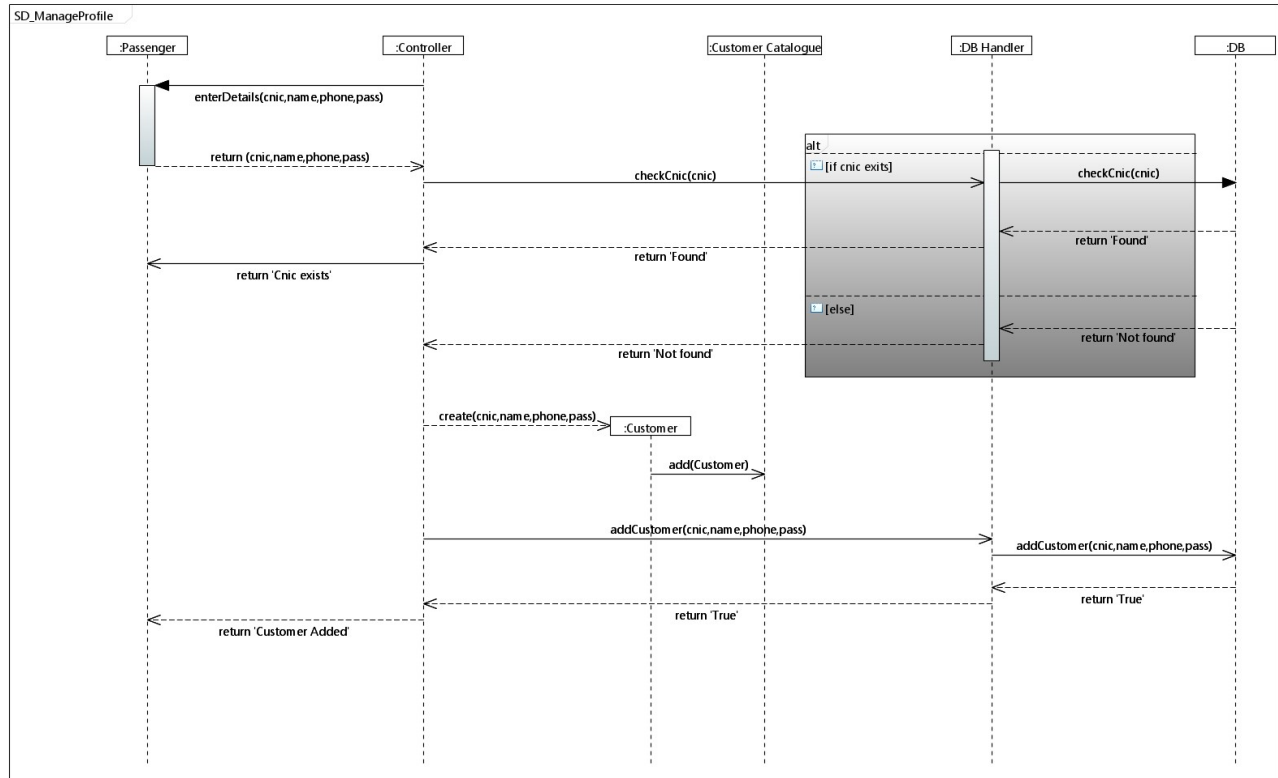 SD_ManageProfile
:Passenger
:Controller
:Customer Catalogue
:DB Handler
:DB
enterDetails(cnic,name,phone,pass)
alt
return (cnic,name,phone,pass)
[if cnic exits]
checkCnic(cnic)
checkCnic(cnic)
return 'Found'
return 'Found'
return 'Cnic exists'
[else]
return 'Not found'
return 'Not found'
create(cnic,name,phone,pass)
:Customer
add(Customer)
addCustomer(cnic,name,phone,pass)
addCustomer(cnic,name,phone,pass)
return 'True'
return 'True'
return 'Customer Added'